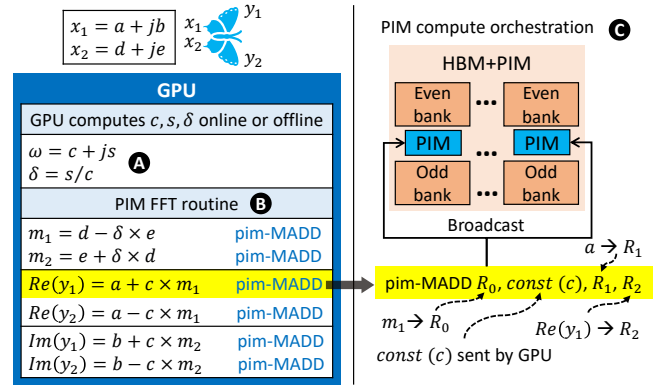 x₁ = a + jb
x₂ = d + je
x₁
x₂
y₁
y₂
GPU
GPU computes c, s, δ online or offline
ω = c + js
δ = s/c
A
PIM FFT routine B
m₁ = d − δ × e pim-MADD
m₂ = e + δ × d pim-MADD
Re(y₁) = a + c × m₁ pim-MADD
Re(y₂) = a − c × m₁ pim-MADD
Im(y₁) = b + c × m₂ pim-MADD
Im(y₂) = b − c × m₂ pim-MADD
PIM compute orchestration C
HBM+PIM
Even bank ... Even bank
PIM ... PIM
Odd bank ... Odd bank
Broadcast
a → R₁
pim-MADD R₀, const (c), R₁, R₂
m₁ → R₀
Re(y₁) → R₂
const (c) sent by GPU